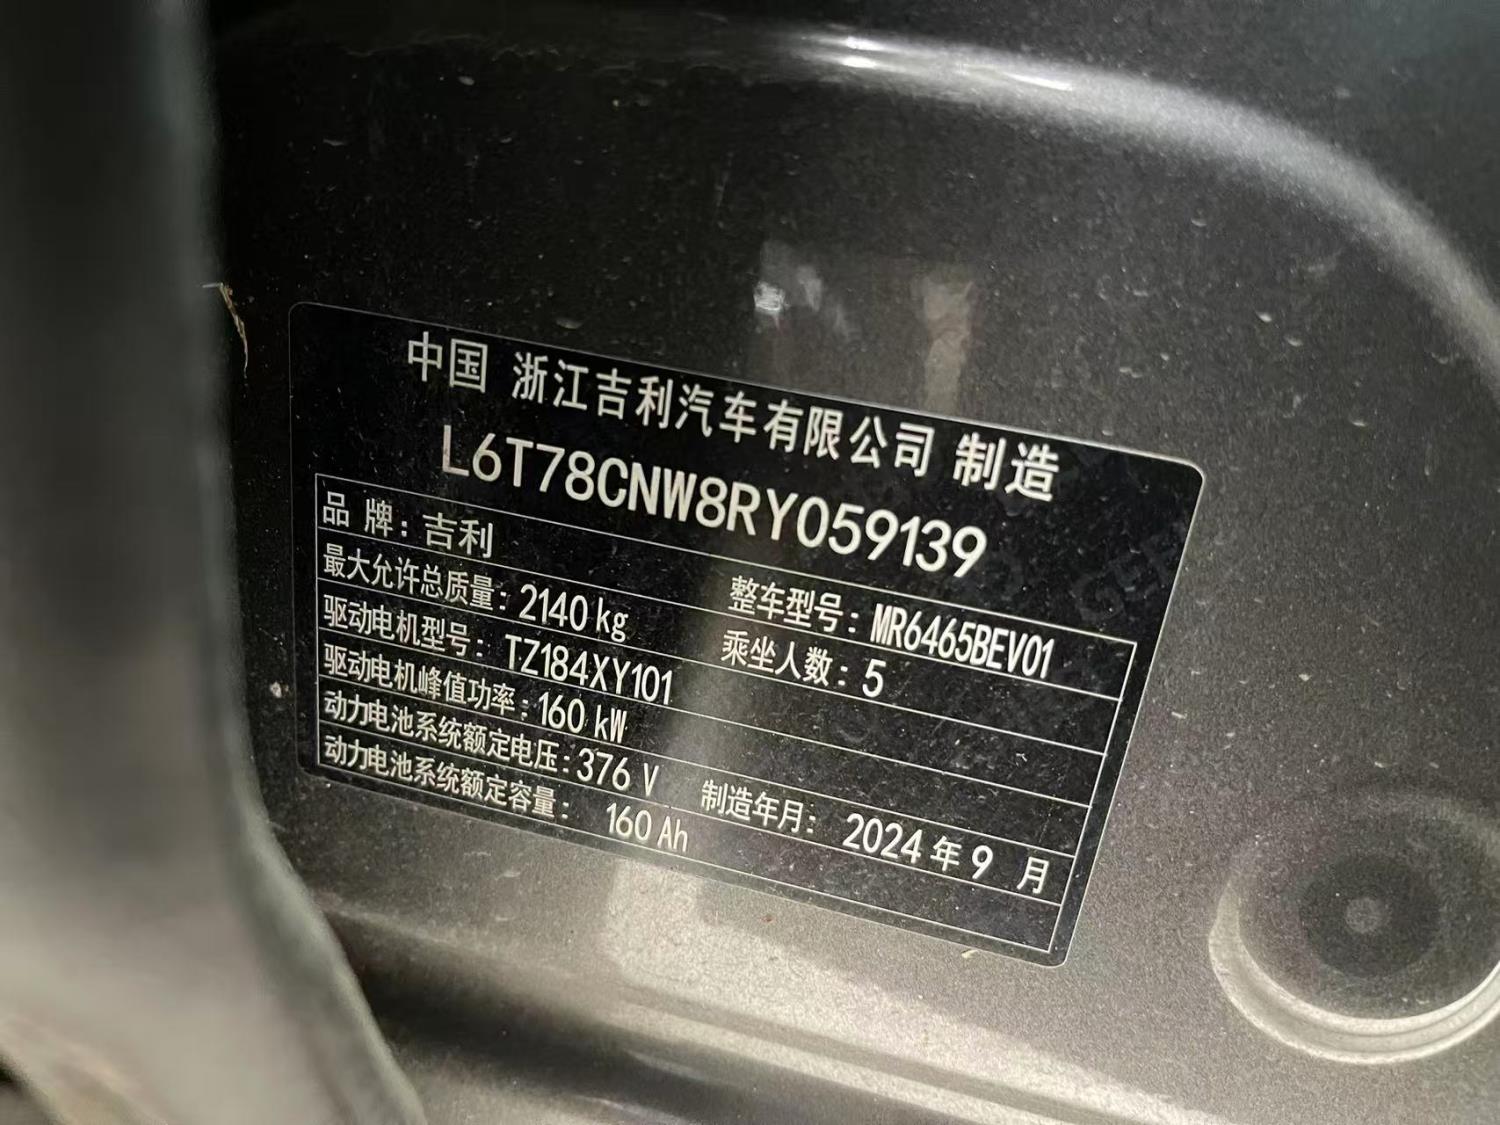 中国 浙江吉利汽车有限公司 制造
L6T78CNW8RY059139
品 牌：吉利 整车型号：MR6465BEV01
最大允许总质量：2140 kg 乘坐人数：5
驱动电机型号：TZ184XY101
驱动电机峰值功率：160 kW
动力电池系统额定电压：376 V 制造年月：2024 年 9 月
动力电池系统额定容量：160 Ah